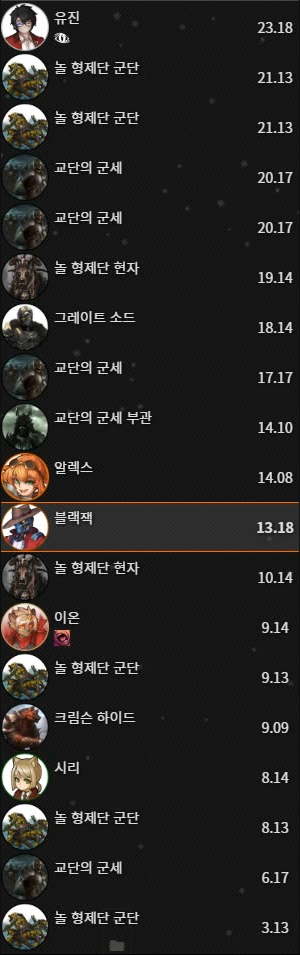 유진
23.18
놀 형제단 군단
21.13
놀 형제단 군단
21.13
교단의 군세
20.17
교단의 군세
20.17
놀 형제단 현자
19.14
그레이트 소드
18.14
교단의 군세
17.17
교단의 군세 부관
14.10
알렉스
14.08
블랙잭
13.18
놀 형제단 현자
10.14
이온
9.14
놀 형제단 군단
9.13
크림슨 하이드
9.09
시리
8.14
놀 형제단 군단
8.13
교단의 군세
6.17
놀 형제단 군단
3.13